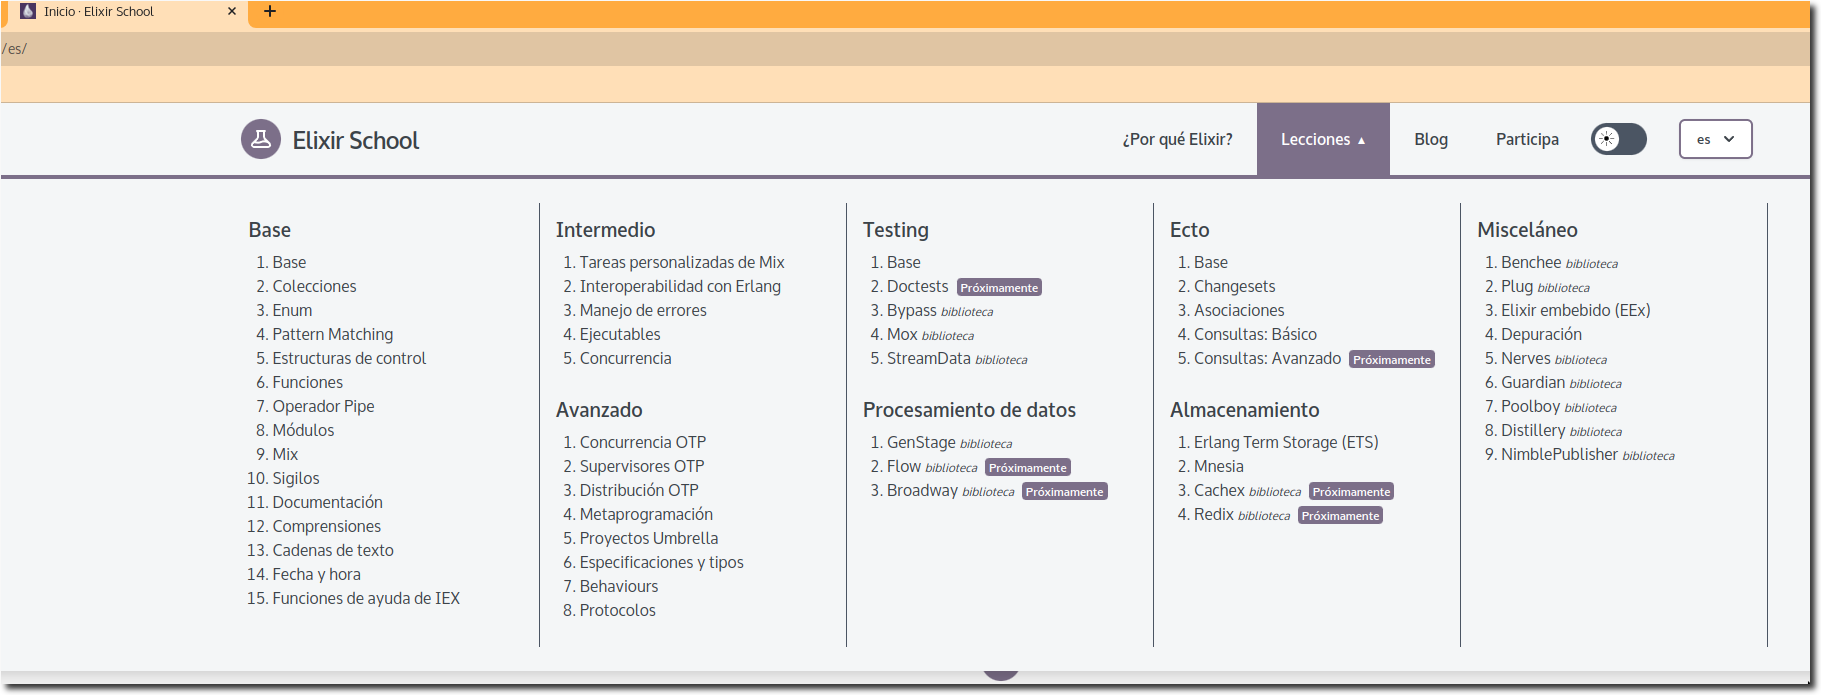 Inicio · Elixir School × +
/es/
Elixir School
¿Por qué Elixir? Lecciones ▲ Blog Participa es
Base
1. Base
2. Colecciones
3. Enum
4. Pattern Matching
5. Estructuras de control
6. Funciones
7. Operador Pipe
8. Módulos
9. Mix
10. Sigilos
11. Documentación
12. Comprensiones
13. Cadenas de texto
14. Fecha y hora
15. Funciones de ayuda de IEX
Intermedio
1. Tareas personalizadas de Mix
2. Interoperabilidad con Erlang
3. Manejo de errores
4. Ejecutables
5. Concurrencia
Avanzado
1. Concurrencia OTP
2. Supervisores OTP
3. Distribución OTP
4. Metaprogramación
5. Proyectos Umbrella
6. Especificaciones y tipos
7. Behaviours
8. Protocolos
Testing
1. Base
2. Doctests Próximamente
3. Bypass biblioteca
4. Mox biblioteca
5. StreamData biblioteca
Procesamiento de datos
1. GenStage biblioteca
2. Flow biblioteca Próximamente
3. Broadway biblioteca Próximamente
Ecto
1. Base
2. Changesets
3. Asociaciones
4. Consultas: Básico
5. Consultas: Avanzado Próximamente
Almacenamiento
1. Erlang Term Storage (ETS)
2. Mnesia
3. Cachex biblioteca Próximamente
4. Redix biblioteca Próximamente
Misceláneo
1. Benchee biblioteca
2. Plug biblioteca
3. Elixir embebido (EEx)
4. Depuración
5. Nerves biblioteca
6. Guardian biblioteca
7. Poolboy biblioteca
8. Distillery biblioteca
9. NimblePublisher biblioteca